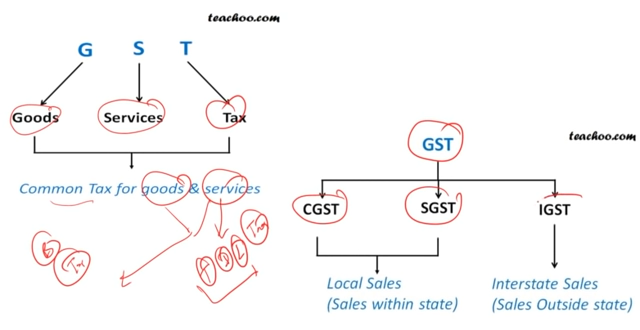 teachoo.com
G S T
Goods Services Tax
Common Tax for goods & services
teachoo.com
GST
CGST SGST IGST
Local Sales
(Sales within state)
Interstate Sales
(Sales Outside state)